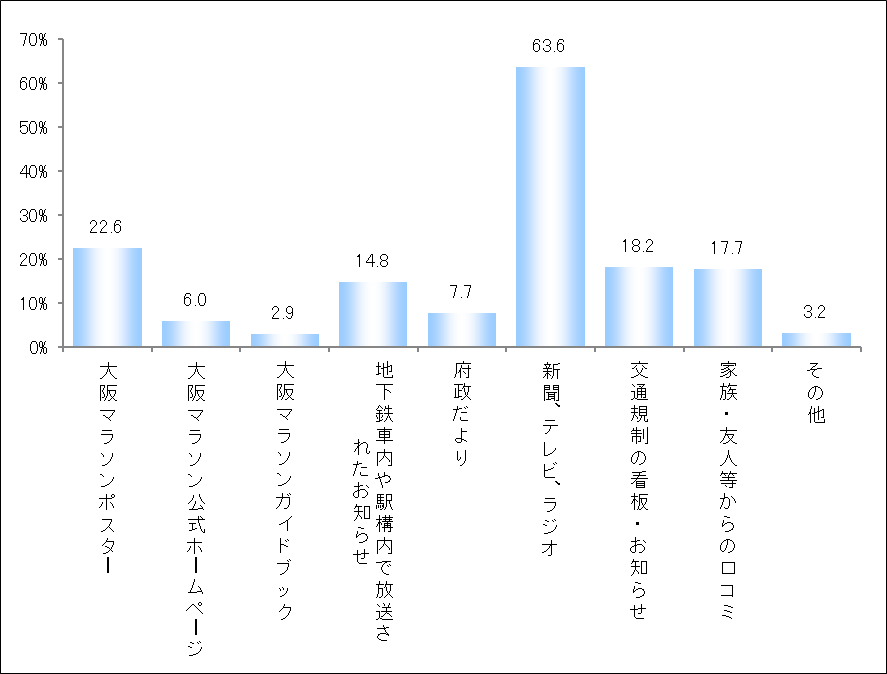 70%
60%
50%
40%
30%
20%
10%
0%
22.6
6.0
2.9
14.8
7.7
63.6
18.2
17.7
3.2
大阪マラソンポスター
大阪マラソン公式ホームページ
大阪マラソンガイドブック
地下鉄車内や駅構内で放送さ
れたお知らせ
府政だより
新聞、テレビ、ラジオ
交通規制の看板・お知らせ
家族・友人等からの口コミ
その他